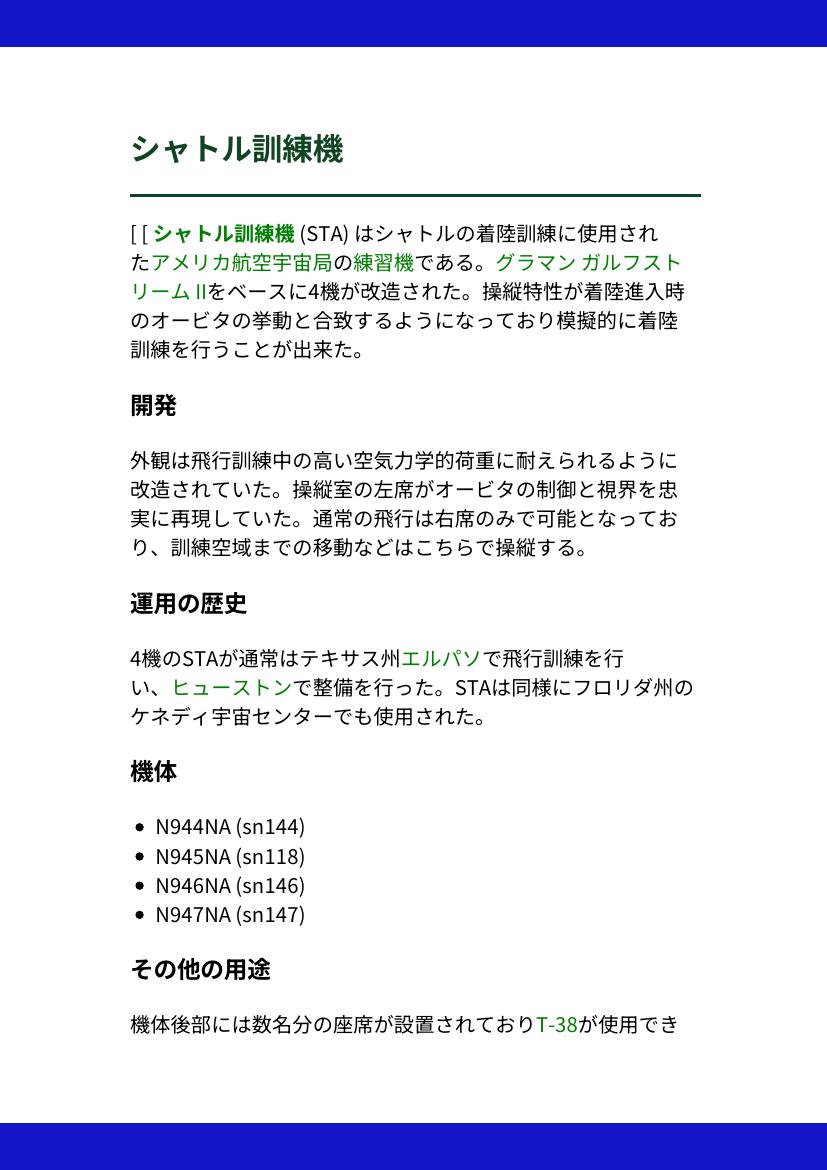 シャトル訓練機
[ [ シャトル訓練機 (STA) はシャトルの着陸訓練に使用され
たアメリカ航空宇宙局の練習機である。グラマン ガルフスト
リーム IIをベースに4機が改造された。操縦特性が着陸進入時
のオービタの挙動と合致するようになっており模擬的に着陸
訓練を行うことが出来た。
開発
外観は飛行訓練中の高い空気力学的荷重に耐えられるように
改造されていた。操縦室の左席がオービタの制御と視界を忠
実に再現していた。通常の飛行は右席のみで可能となってお
り、訓練空域までの移動などはこちらで操縦する。
運用の歴史
4機のSTAが通常はテキサス州エルパソで飛行訓練を行
い、ヒューストンで整備を行った。STAは同様にフロリダ州の
ケネディ宇宙センターでも使用された。
機体
• N944NA (sn144)
• N945NA (sn118)
• N946NA (sn146)
• N947NA (sn147)
その他の用途
機体後部には数名分の座席が設置されておりT-38が使用でき